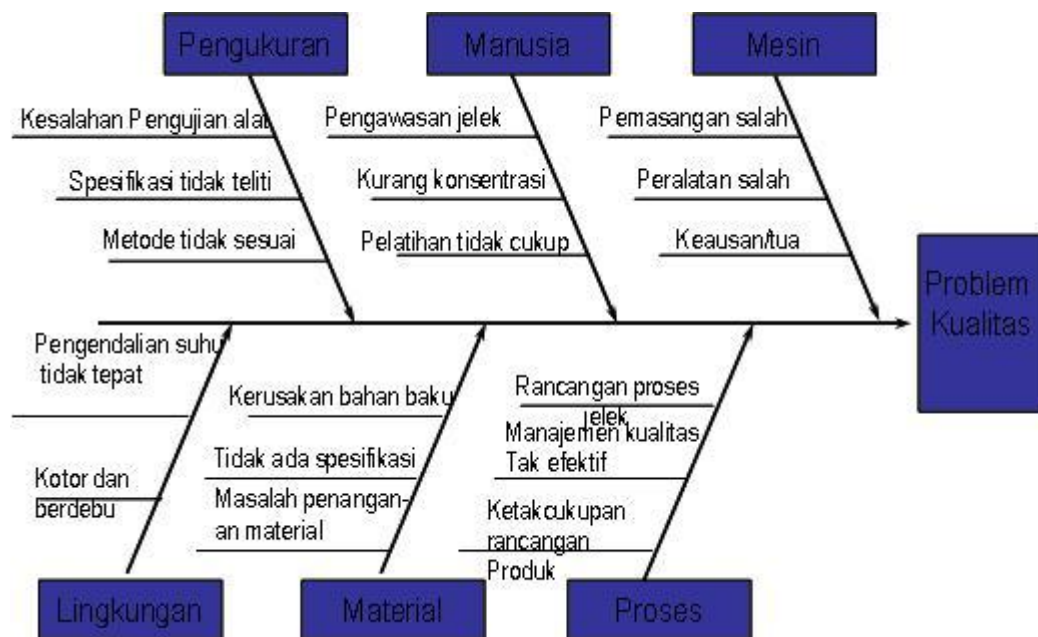 Pengukuran
Manusia
Mesin
Kesalahan Pengujian alat
Pengawasan jelek
Pemasangan salah
Spesifikasi tidak teliti
Kurang konsentrasi
Peralatan salah
Metode tidak sesuai
Pelatihan tidak cukup
Keausan/tua
Problem
Kualitas
Pengendalian suhu
tidak tepat
Kerusakan bahan baku
Rancangan proses
jelek
Manajemen kualitas
Tak efektif
Tidak ada spesifikasi
Kotor dan
berdebu
Masalah penangan-
an material
Ketakcukupan
rancangan
Produk
Lingkungan
Material
Proses